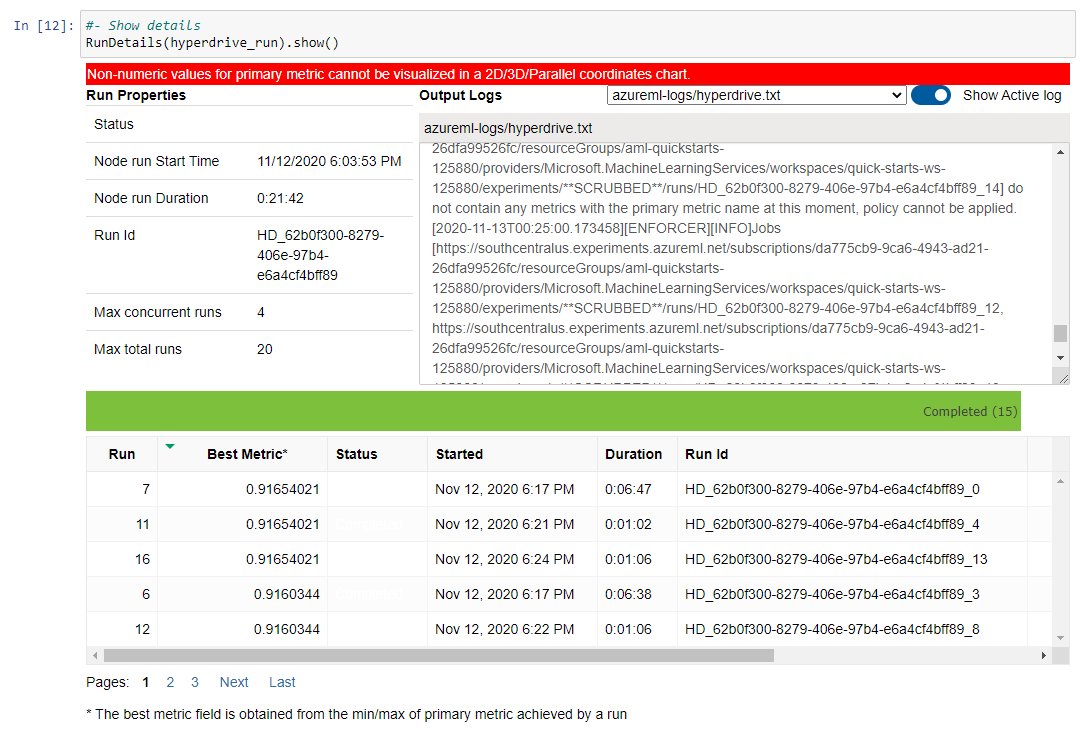 In [12]:
#- Show details
RunDetails(hyperdrive_run).show()
Non-numeric values for primary metric cannot be visualized in a 2D/3D/Parallel coordinates chart.
Run Properties
Status
Node run Start Time 11/12/2020 6:03:53 PM
Node run Duration 0:21:42
Run Id HD_62b0f300-8279-
406e-97b4-
e6a4cf4bff89
Max concurrent runs 4
Max total runs 20
Output Logs azureml-logs/hyperdrive.txt Show Active log
azureml-logs/hyperdrive.txt
26dfa99526fc/resourceGroups/aml-quickstarts-
125880/providers/Microsoft.MachineLearningServices/workspaces/quick-starts-ws-
125880/experiments/**SCRUBBED**/runs/HD_62b0f300-8279-406e-97b4-e6a4cf4bff89_14] do
not contain any metrics with the primary metric name at this moment, policy cannot be applied.
[2020-11-13T00:25:00.173458][ENFORCER][INFO]Jobs
[https://southcentralus.experiments.azureml.net/subscriptions/da775cb9-9ca6-4943-ad21-
26dfa99526fc/resourceGroups/aml-quickstarts-
125880/providers/Microsoft.MachineLearningServices/workspaces/quick-starts-ws-
125880/experiments/**SCRUBBED**/runs/HD_62b0f300-8279-406e-97b4-e6a4cf4bff89_12,
https://southcentralus.experiments.azureml.net/subscriptions/da775cb9-9ca6-4943-ad21-
26dfa99526fc/resourceGroups/aml-quickstarts-
125880/providers/Microsoft.MachineLearningServices/workspaces/quick-starts-ws-
Completed (15)
Run Best Metric* Status Started Duration Run Id
7 0.91654021 Nov 12, 2020 6:17 PM 0:06:47 HD_62b0f300-8279-406e-97b4-e6a4cf4bff89_0
11 0.91654021 Nov 12, 2020 6:21 PM 0:01:02 HD_62b0f300-8279-406e-97b4-e6a4cf4bff89_4
16 0.91654021 Nov 12, 2020 6:24 PM 0:01:06 HD_62b0f300-8279-406e-97b4-e6a4cf4bff89_13
6 0.9160344 Nov 12, 2020 6:17 PM 0:06:38 HD_62b0f300-8279-406e-97b4-e6a4cf4bff89_3
12 0.9160344 Nov 12, 2020 6:22 PM 0:01:06 HD_62b0f300-8279-406e-97b4-e6a4cf4bff89_8
Pages: 1 2 3 Next Last
* The best metric field is obtained from the min/max of primary metric achieved by a run